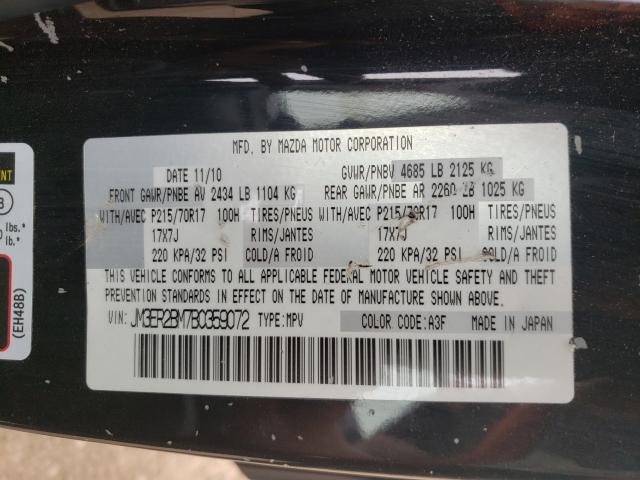 MFD. BY MAZDA MOTOR CORPORATION
DATE 11/10 GVWR/PNBV 4685 LB 2125 KG
FRONT GAWR/PNBE AV 2434 LB 1104 KG REAR GAWR/PNBE AR 2260 LB 1025 KG
WITH/AVEC P215/70R17 100H TIRES/PNEUS WITH/AVEC P215/70R17 100H TIRES/PNEUS
17X7J RIMS/JANTES 17X7J RIMS/JANTES
220 KPA/32 PSI COLD/A FROID 220 KPA/32 PSI COLD/A FROID
THIS VEHICLE CONFORMS TO ALL APPLICABLE FEDERAL MOTOR VEHICLE SAFETY AND THEFT
PREVENTION STANDARDS IN EFFECT ON THE DATE OF MANUFACTURE SHOWN ABOVE.
VIN: JM3ER2BM7B0359072 TYPE: MPV COLOR CODE: A3F MADE IN JAPAN
lbs.*
lbs.*
(EH48B)